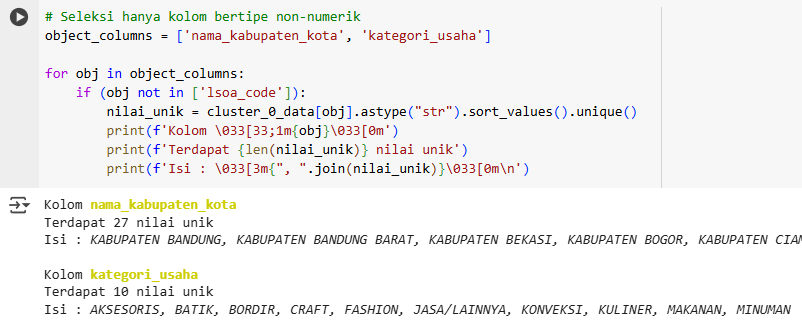 # Seleksi hanya kolom bertipe non-numerik
object_columns = ['nama_kabupaten_kota', 'kategori_usaha']
for obj in object_columns:
    if (obj not in ['lsoa_code']):
        nilai_unik = cluster_0_data[obj].astype("str").sort_values().unique()
        print(f'Kolom \033[33;1m{obj}\033[0m')
        print(f'Terdapat {len(nilai_unik)} nilai unik')
        print(f'Isi : \033[3m{", ".join(nilai_unik)}\033[0m\n')
Kolom nama_kabupaten_kota
Terdapat 27 nilai unik
Isi : KABUPATEN BANDUNG, KABUPATEN BANDUNG BARAT, KABUPATEN BEKASI, KABUPATEN BOGOR, KABUPATEN
Kolom kategori_usaha
Terdapat 10 nilai unik
Isi : AKSESORIS, BATIK, BORDIR, CRAFT, FASHION, JASA/LAINNYA, KONVEKSI, KULINER, MAKANAN, MINUMAN